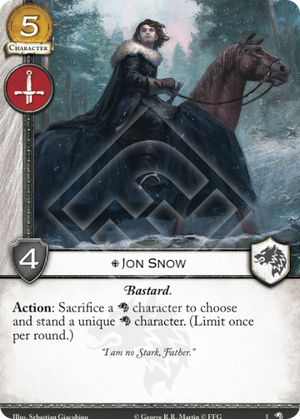 5
Character
4
Jon Snow
Bastard.
Action: Sacrifice a character to choose
and stand a unique character. (Limit once
per round.)
"I am no Stark, Father."
Illus. Sebastian Giacobino
© George R.R. Martin © FFG
5